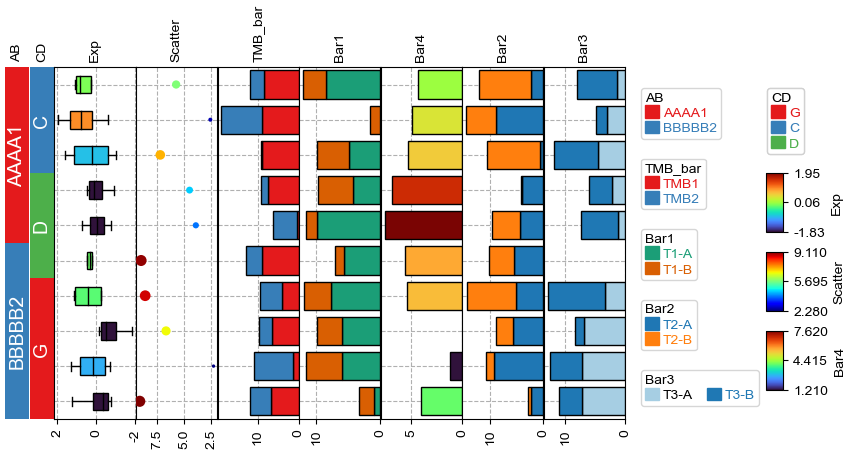 AB
CD
Exp
Scatter
TMB_bar
Bar1
Bar4
Bar2
Bar3
AAAA1
BBBBB2
C
D
G
2
0
-2
7.5
5.0
2.5
10
0
10
0
5
0
10
0
10
0
AB
AAAA1
BBBBB2
TMB_bar
TMB1
TMB2
Bar1
T1-A
T1-B
Bar2
T2-A
T2-B
Bar3
T3-A T3-B
CD
G
C
D
1.95
0.06
-1.83
Exp
9.110
5.695
2.280
Scatter
7.620
4.415
1.210
Bar4